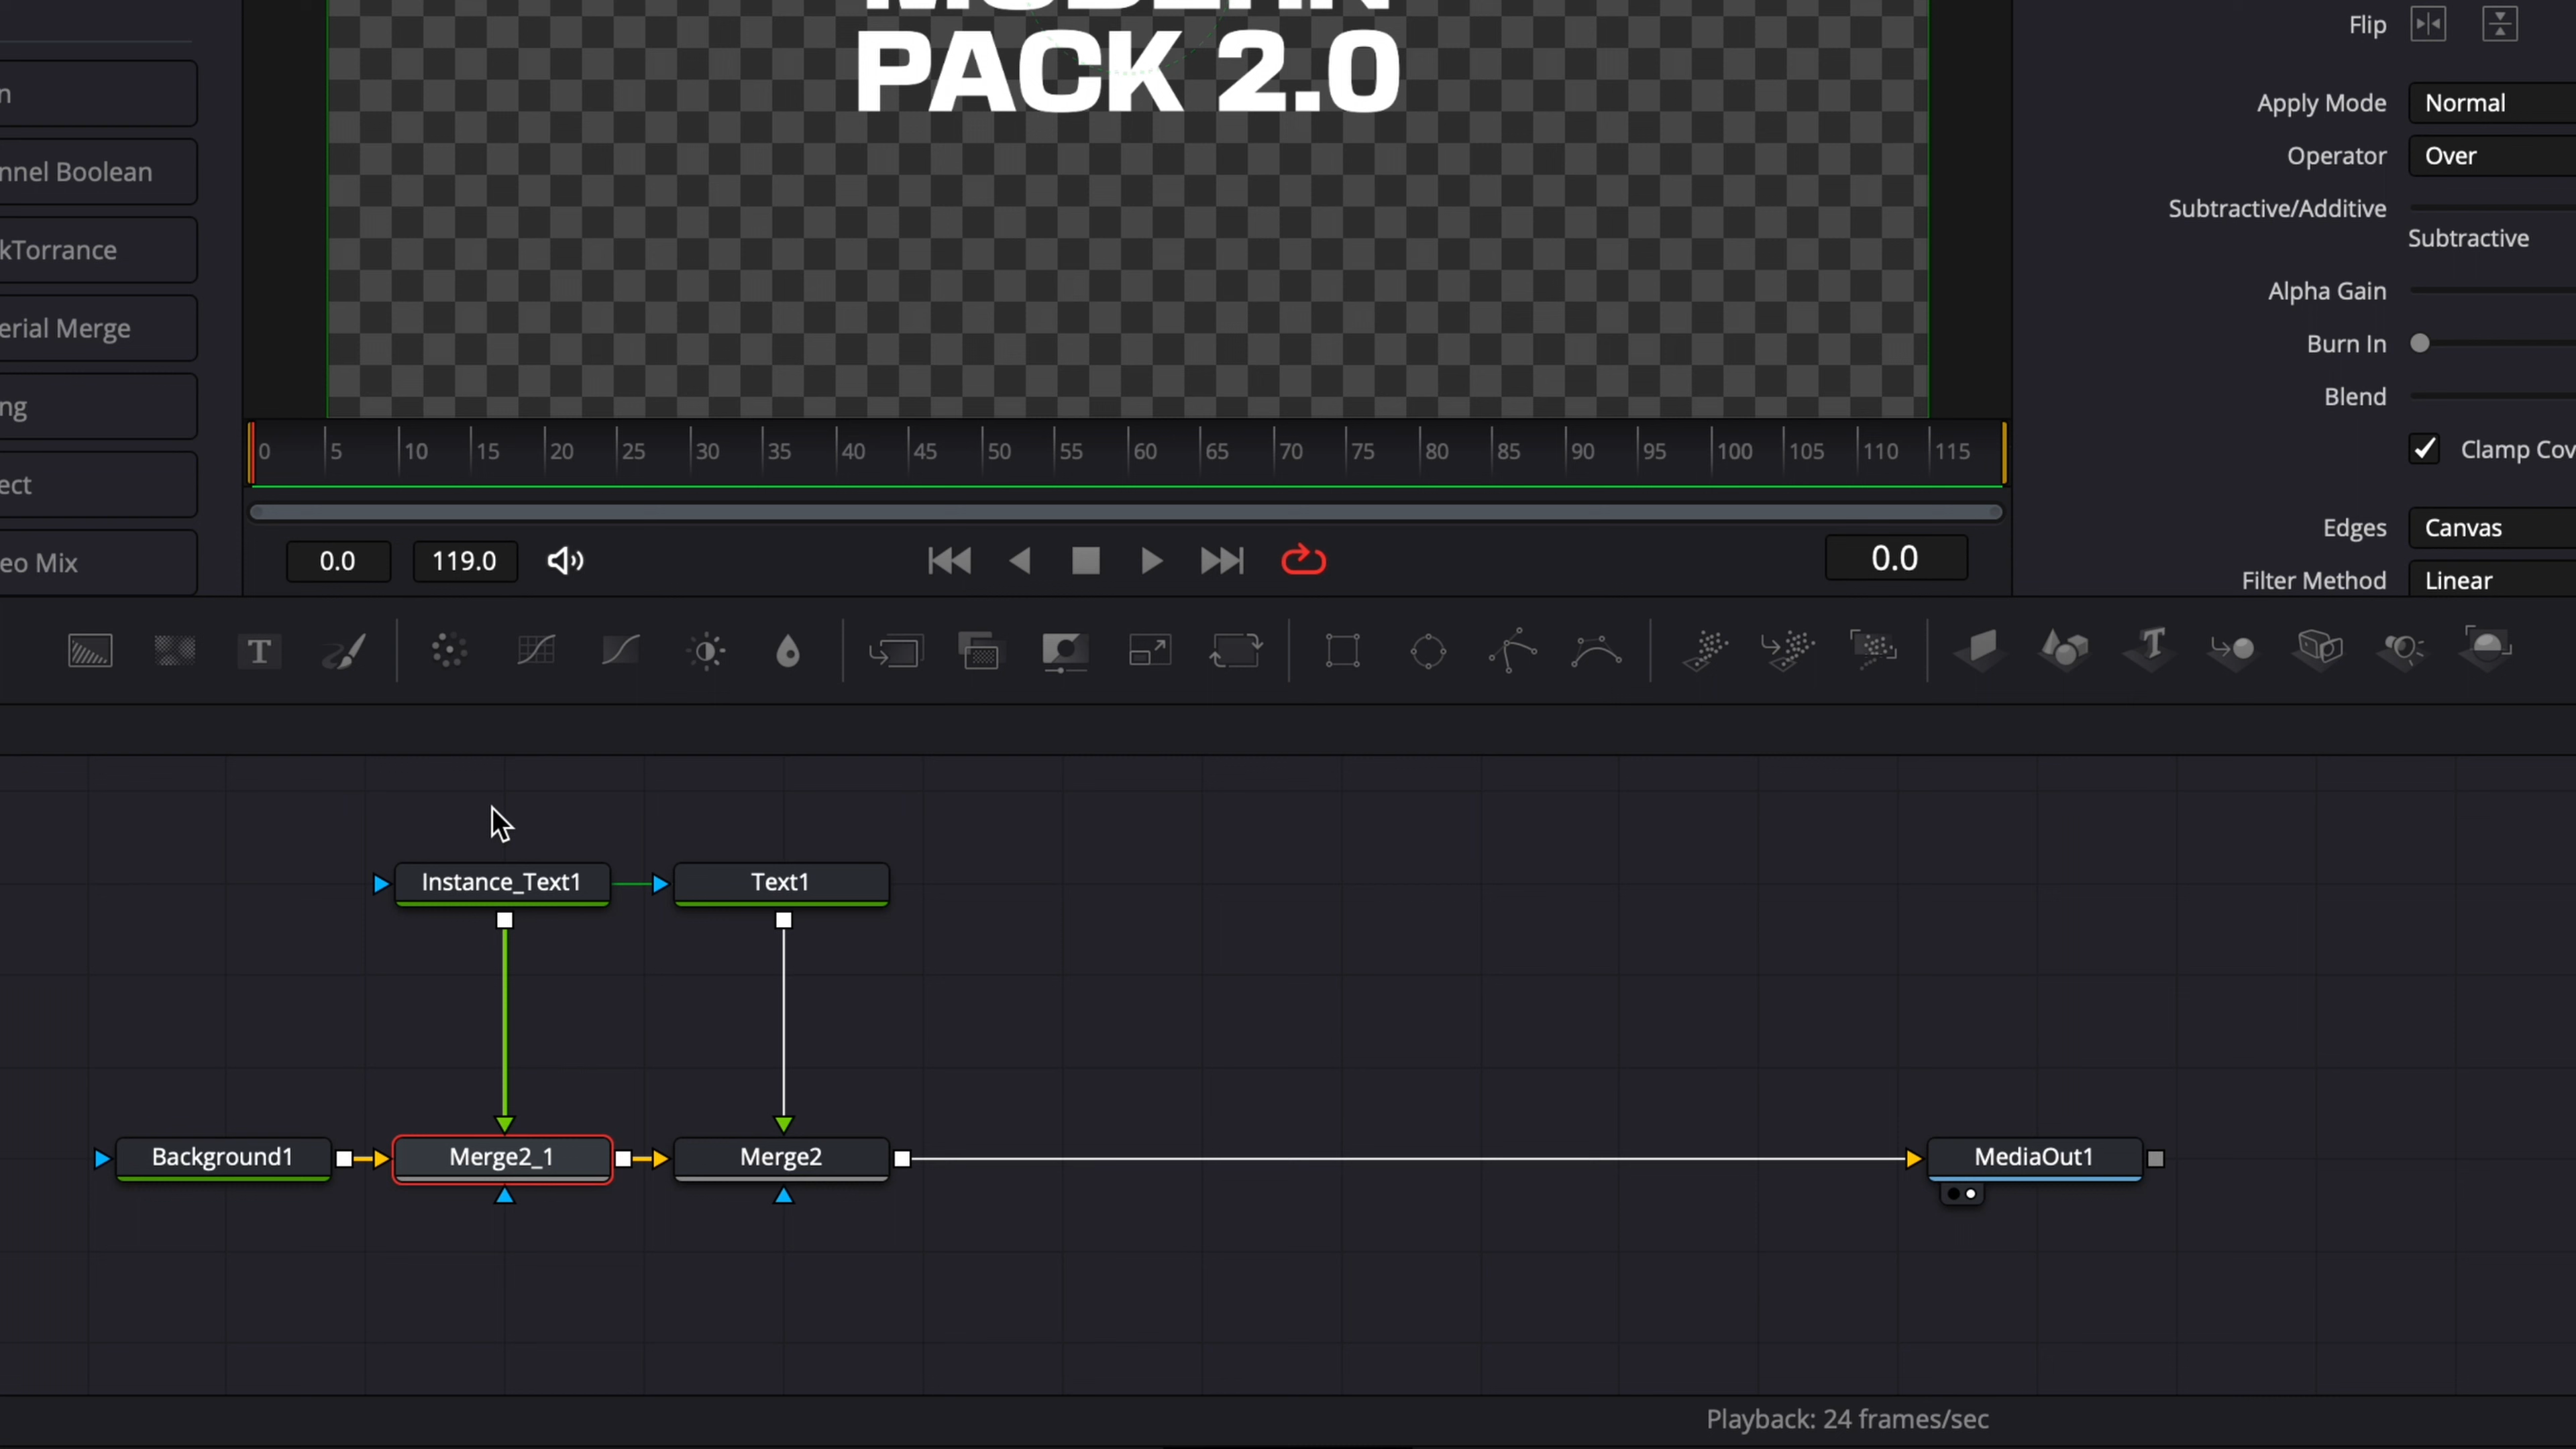 MODERN
PACK 2.0
n
nnel Boolean
kTorrance
erial Merge
ng
ect
eo Mix
Flip
Apply Mode
Normal
Operator
Over
Subtractive/Additive
Subtractive
Alpha Gain
Burn In
Blend
Clamp Cov
Edges
Canvas
Filter Method
Linear
0 5 10 15 20 25 30 35 40 45 50 55 60 65 70 75 80 85 90 95 100 105 110 115
0.0
119.0
0.0
T
T
Instance_Text1
Text1
Background1
Merge2_1
Merge2
MediaOut1
Playback: 24 frames/sec